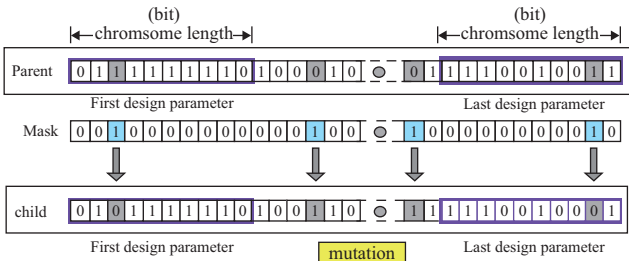 (bit) (bit)
chromsome length chromsome length
Parent 0 1 1 1 1 1 1 1 1 0 1 0 0 0 1 0 0 1 1 1 1 0 0 1 0 0 1 1
First design parameter Last design parameter
Mask 0 0 1 0 0 0 0 0 0 0 0 0 0 1 0 0 1 0 0 0 0 0 0 0 0 0 1 0
child 0 1 0 1 1 1 1 1 1 0 1 0 0 1 1 0 1 1 1 1 1 0 0 1 0 0 0 1
First design parameter Last design parameter
mutation